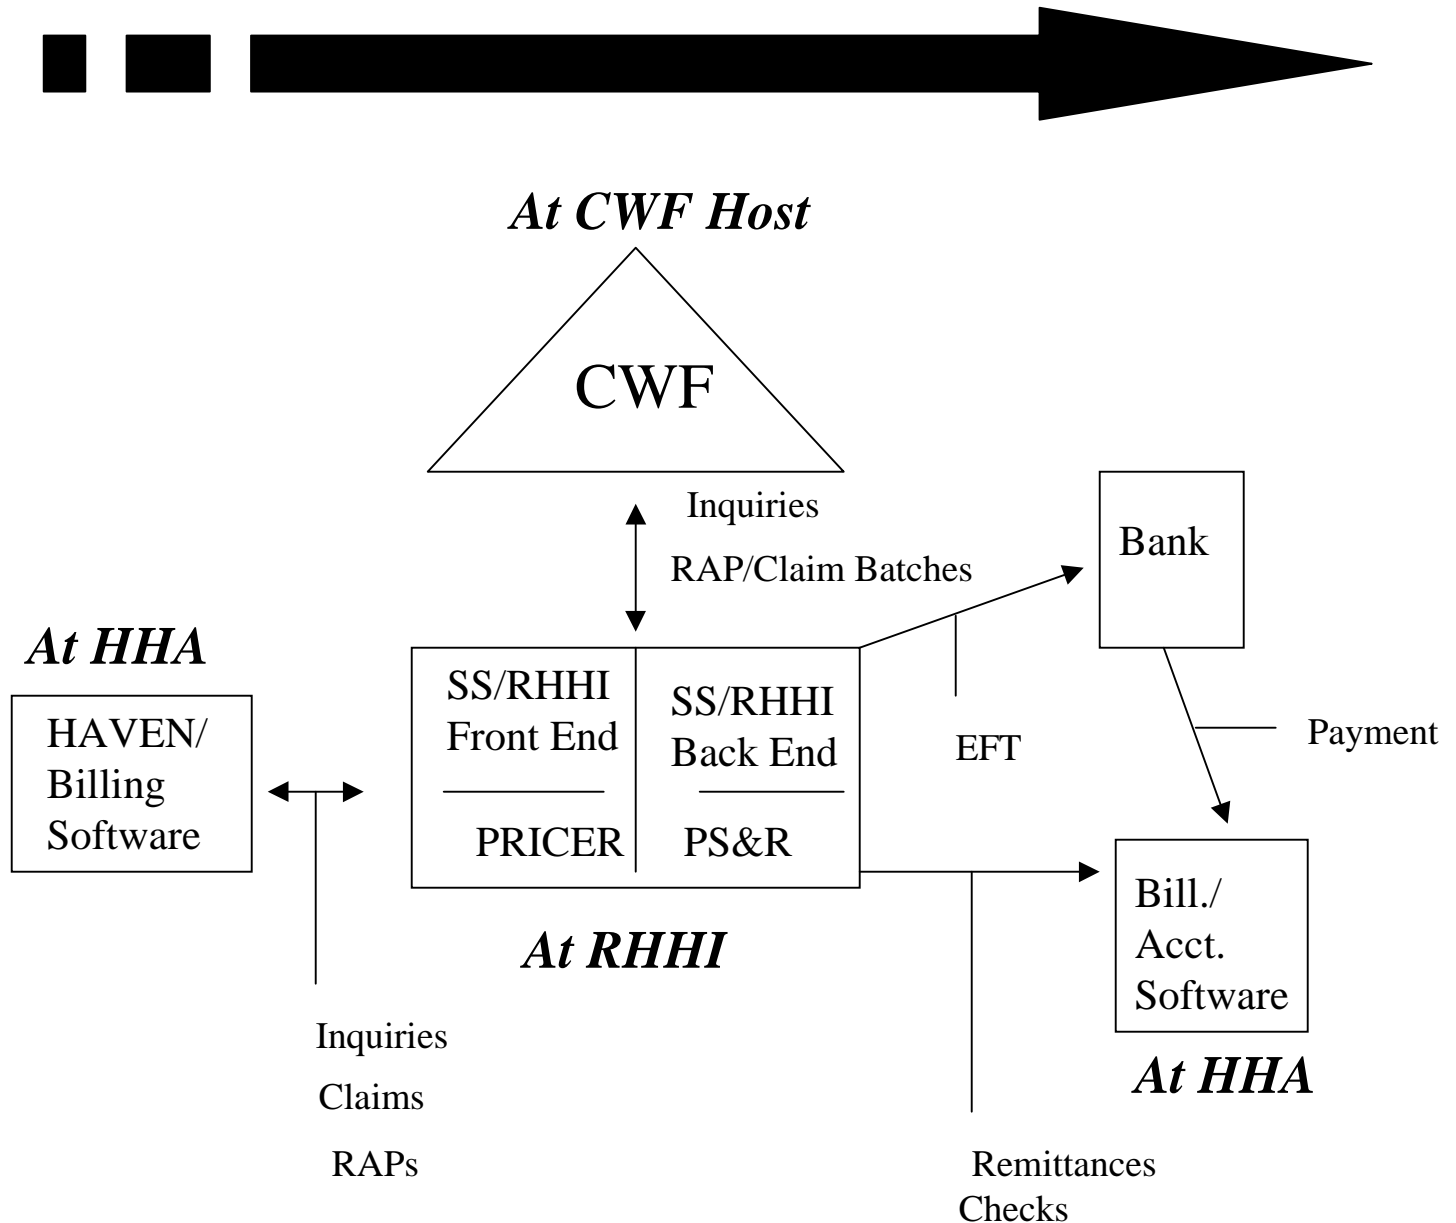 At CWF Host
CWF
Inquiries
RAP/Claim Batches
Bank
At HHA
HAVEN/
Billing
Software
SS/RHHI
Front End
PRICER
SS/RHHI
Back End
PS&R
EFT
Payment
At RHHI
Bill./
Acct.
Software
At HHA
Inquiries
Claims
RAPs
Remittances
Checks